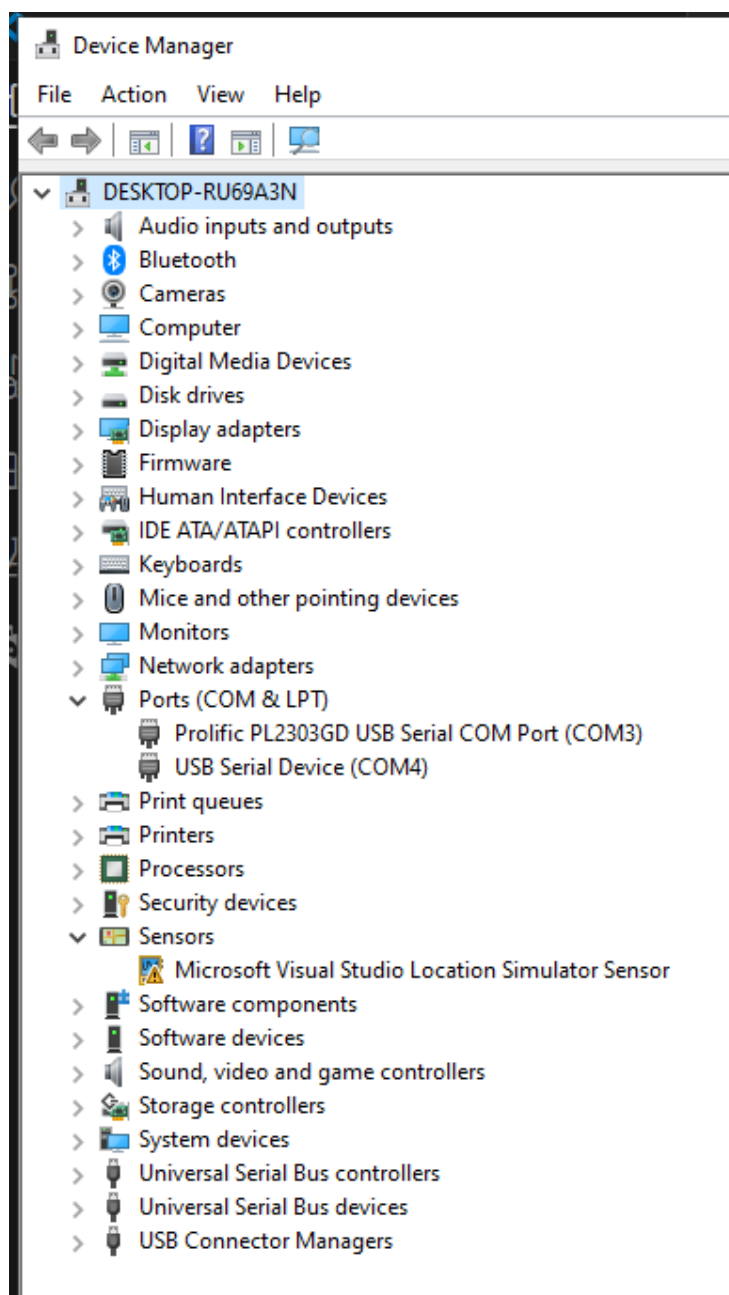 Device Manager
File Action View Help
DESKTOP-RU69A3N
Audio inputs and outputs
Bluetooth
Cameras
Computer
Digital Media Devices
Disk drives
Display adapters
Firmware
Human Interface Devices
IDE ATA/ATAPI controllers
Keyboards
Mice and other pointing devices
Monitors
Network adapters
Ports (COM & LPT)
Prolific PL2303GD USB Serial COM Port (COM3)
USB Serial Device (COM4)
Print queues
Printers
Processors
Security devices
Sensors
Microsoft Visual Studio Location Simulator Sensor
Software components
Software devices
Sound, video and game controllers
Storage controllers
System devices
Universal Serial Bus controllers
Universal Serial Bus devices
USB Connector Managers